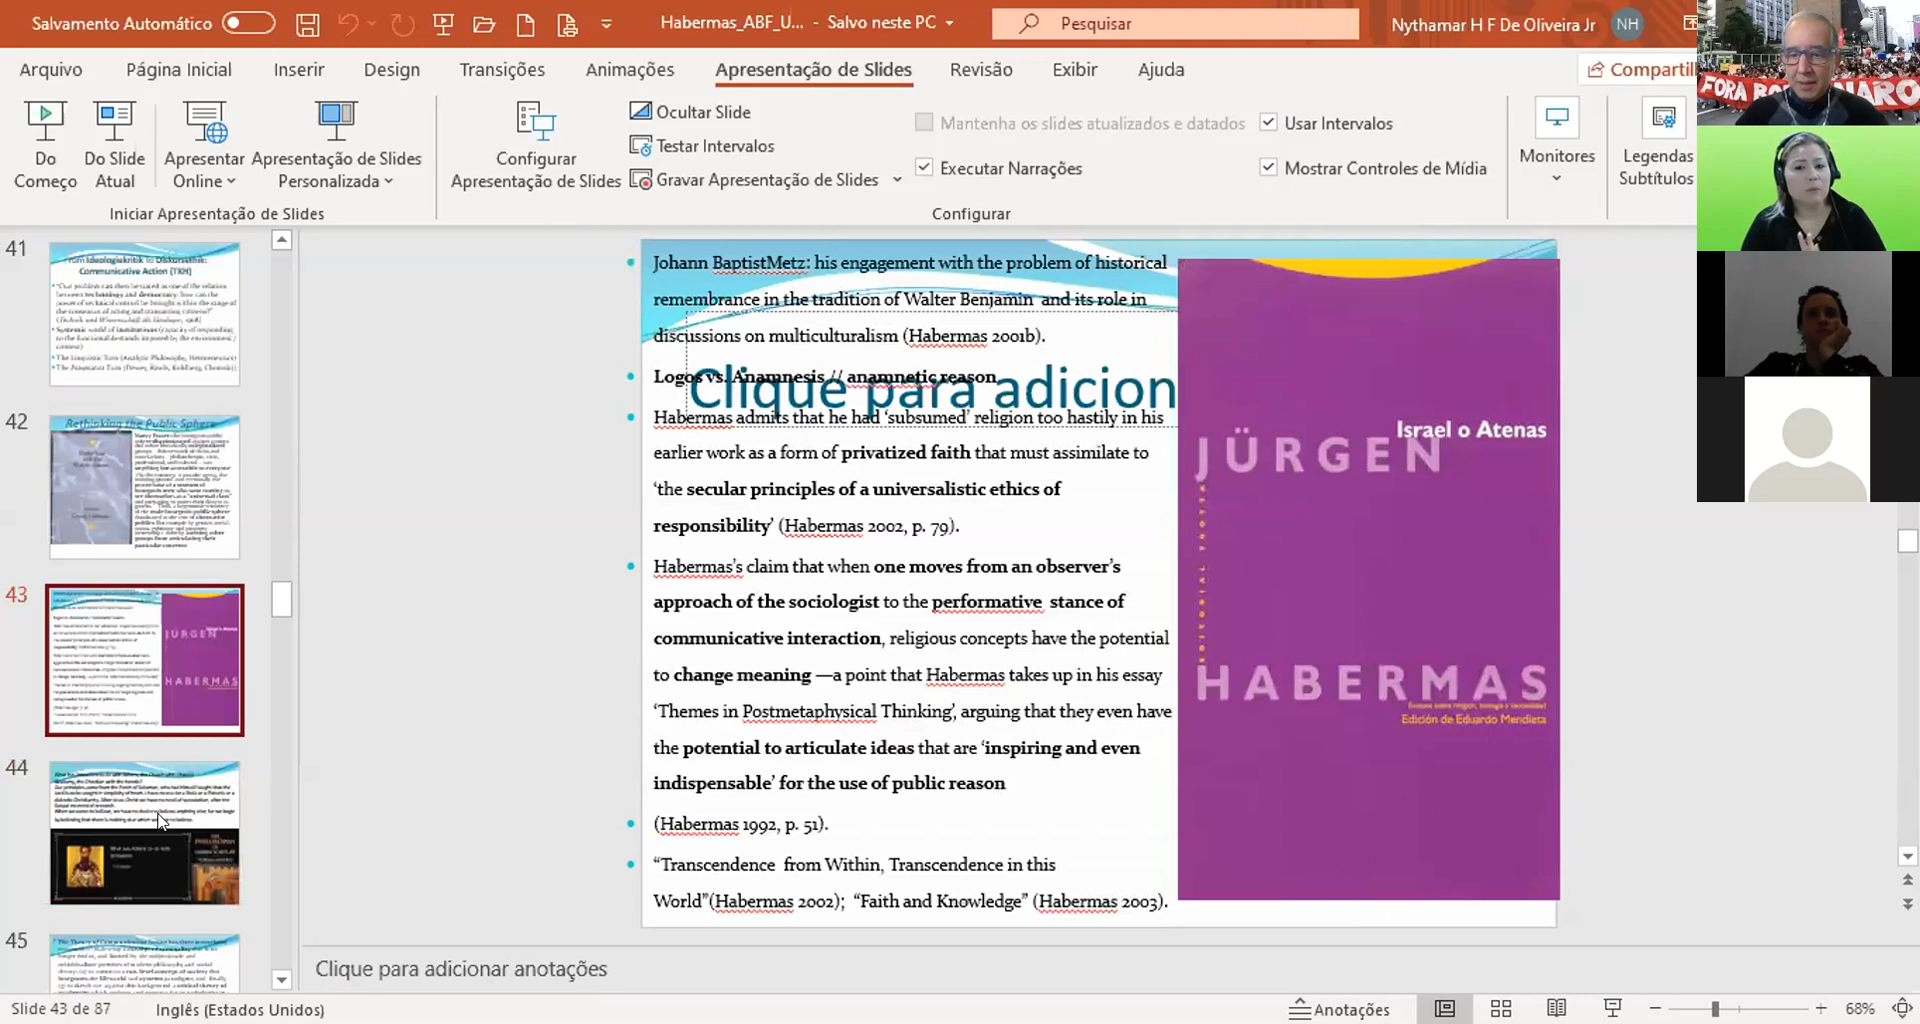 Salvamento Automático
Habermas_ABF_U... - Salvo neste PC
Pesquisar
Nythamar H F De Oliveira Jr
NH
Arquivo
Página Inicial
Inserir
Design
Transições
Animações
Apresentação de Slides
Revisão
Exibir
Ajuda
Compartil
FORA BOLSONARO
Do Começo
Do Slide Atual
Apresentar Online
Apresentação de Slides Personalizada
Iniciar Apresentação de Slides
Configurar Apresentação de Slides
Ocultar Slide
Testar Intervalos
Gravar Apresentação de Slides
Mantenha os slides atualizados e datados
Executar Narrações
Usar Intervalos
Mostrar Controles de Mídia
Configurar
Monitores
Legendas Subtítulos
41
Communicative Action (TKH)
42
Rethinking the Public Sphere
43
JÜRGEN
HABERMAS
44
45
Johann BaptistMetz: his engagement with the problem of historical
remembrance in the tradition of Walter Benjamin and its role in
discussions on multiculturalism (Habermas 2001b).
Logos vs. Anamnesis // anamnetic reason
Clique para adicion
Habermas admits that he had ‘subsumed’ religion too hastily in his
earlier work as a form of privatized faith that must assimilate to
‘the secular principles of a universalistic ethics of
responsibility’ (Habermas 2002, p. 79).
Habermas’s claim that when one moves from an observer’s
approach of the sociologist to the performative stance of
communicative interaction, religious concepts have the potential
to change meaning —a point that Habermas takes up in his essay
‘Themes in Postmetaphysical Thinking’, arguing that they even have
the potential to articulate ideas that are ‘inspiring and even
indispensable’ for the use of public reason
(Habermas 1992, p. 51).
“Transcendence from Within, Transcendence in this
World”(Habermas 2002); “Faith and Knowledge” (Habermas 2003).
Israel o Atenas
JÜRGEN
HABERMAS
Edición de Eduardo Mendieta
Clique para adicionar anotações
Slide 43 de 87
Inglês (Estados Unidos)
Anotações
68%